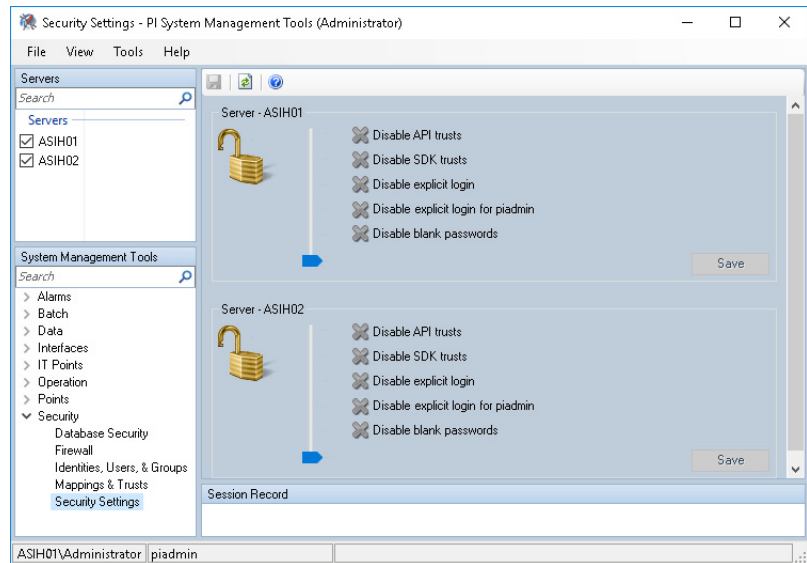 Security Settings - PI System Management Tools (Administrator)
File View Tools Help
Servers
Search
Servers
ASIH01
ASIH02
System Management Tools
Search
Alarms
Batch
Data
Interfaces
IT Points
Operation
Points
Security
Database Security
Firewall
Identities, Users, & Groups
Mappings & Trusts
Security Settings
Server - ASIH01
Disable API trusts
Disable SDK trusts
Disable explicit login
Disable explicit login for piadmin
Disable blank passwords
Save
Server - ASIH02
Disable API trusts
Disable SDK trusts
Disable explicit login
Disable explicit login for piadmin
Disable blank passwords
Save
Session Record
ASIH01\Administrator piadmin